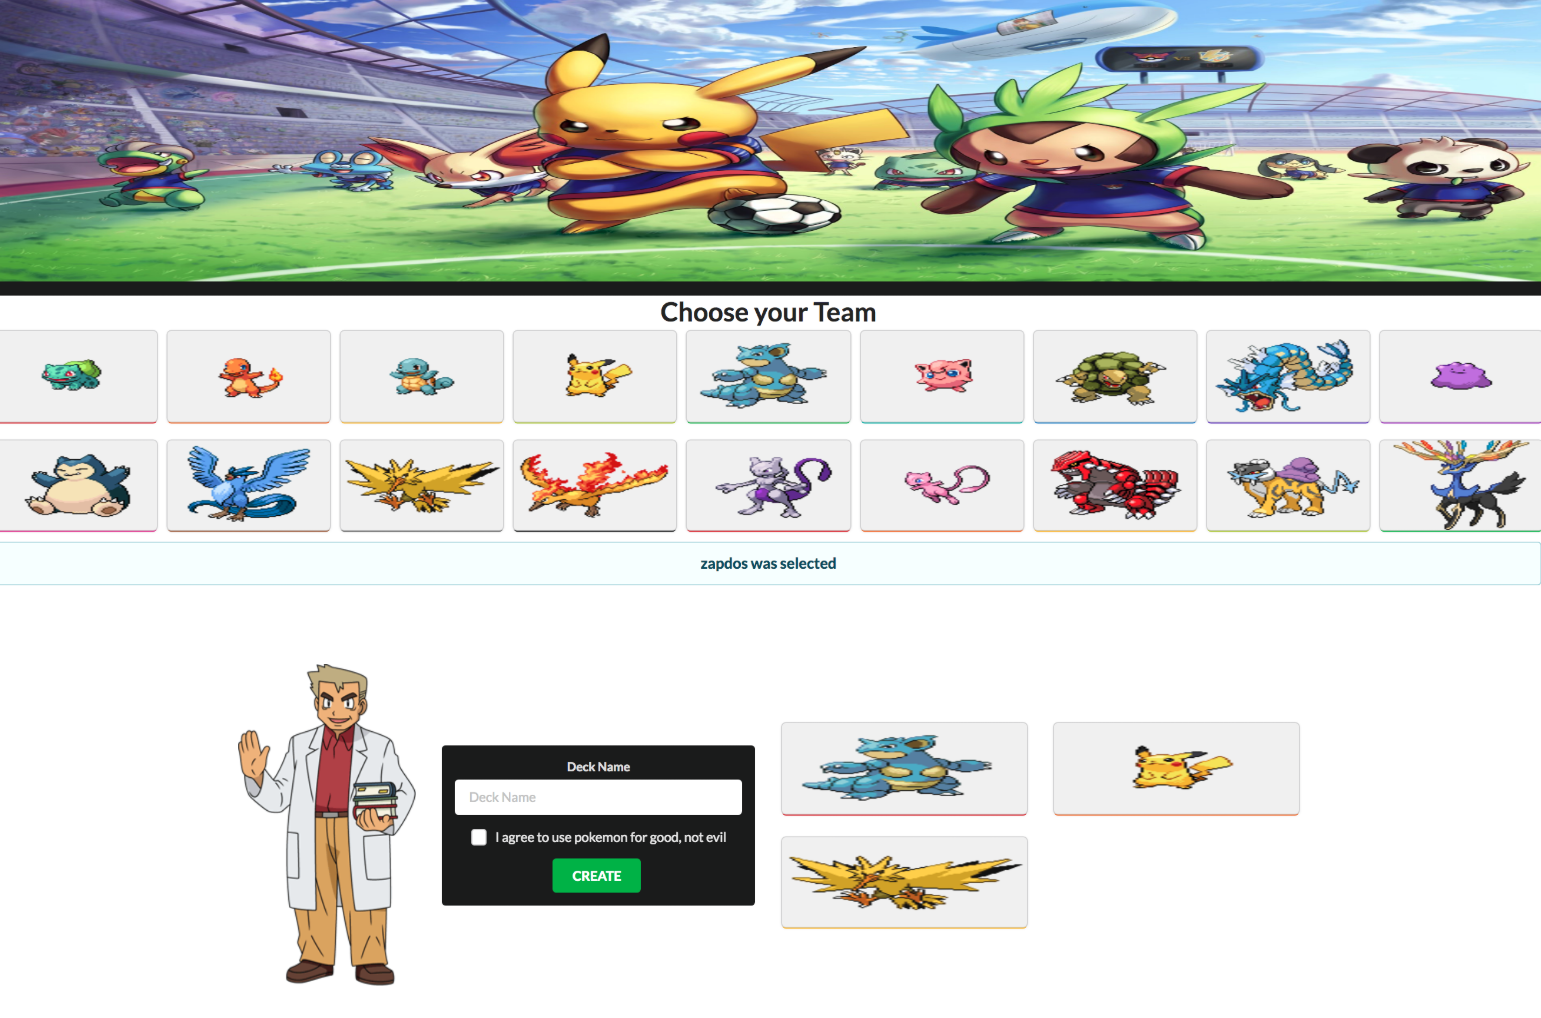 Choose your Team
zapdos was selected
Deck Name
Deck Name
I agree to use pokemon for good, not evil
CREATE